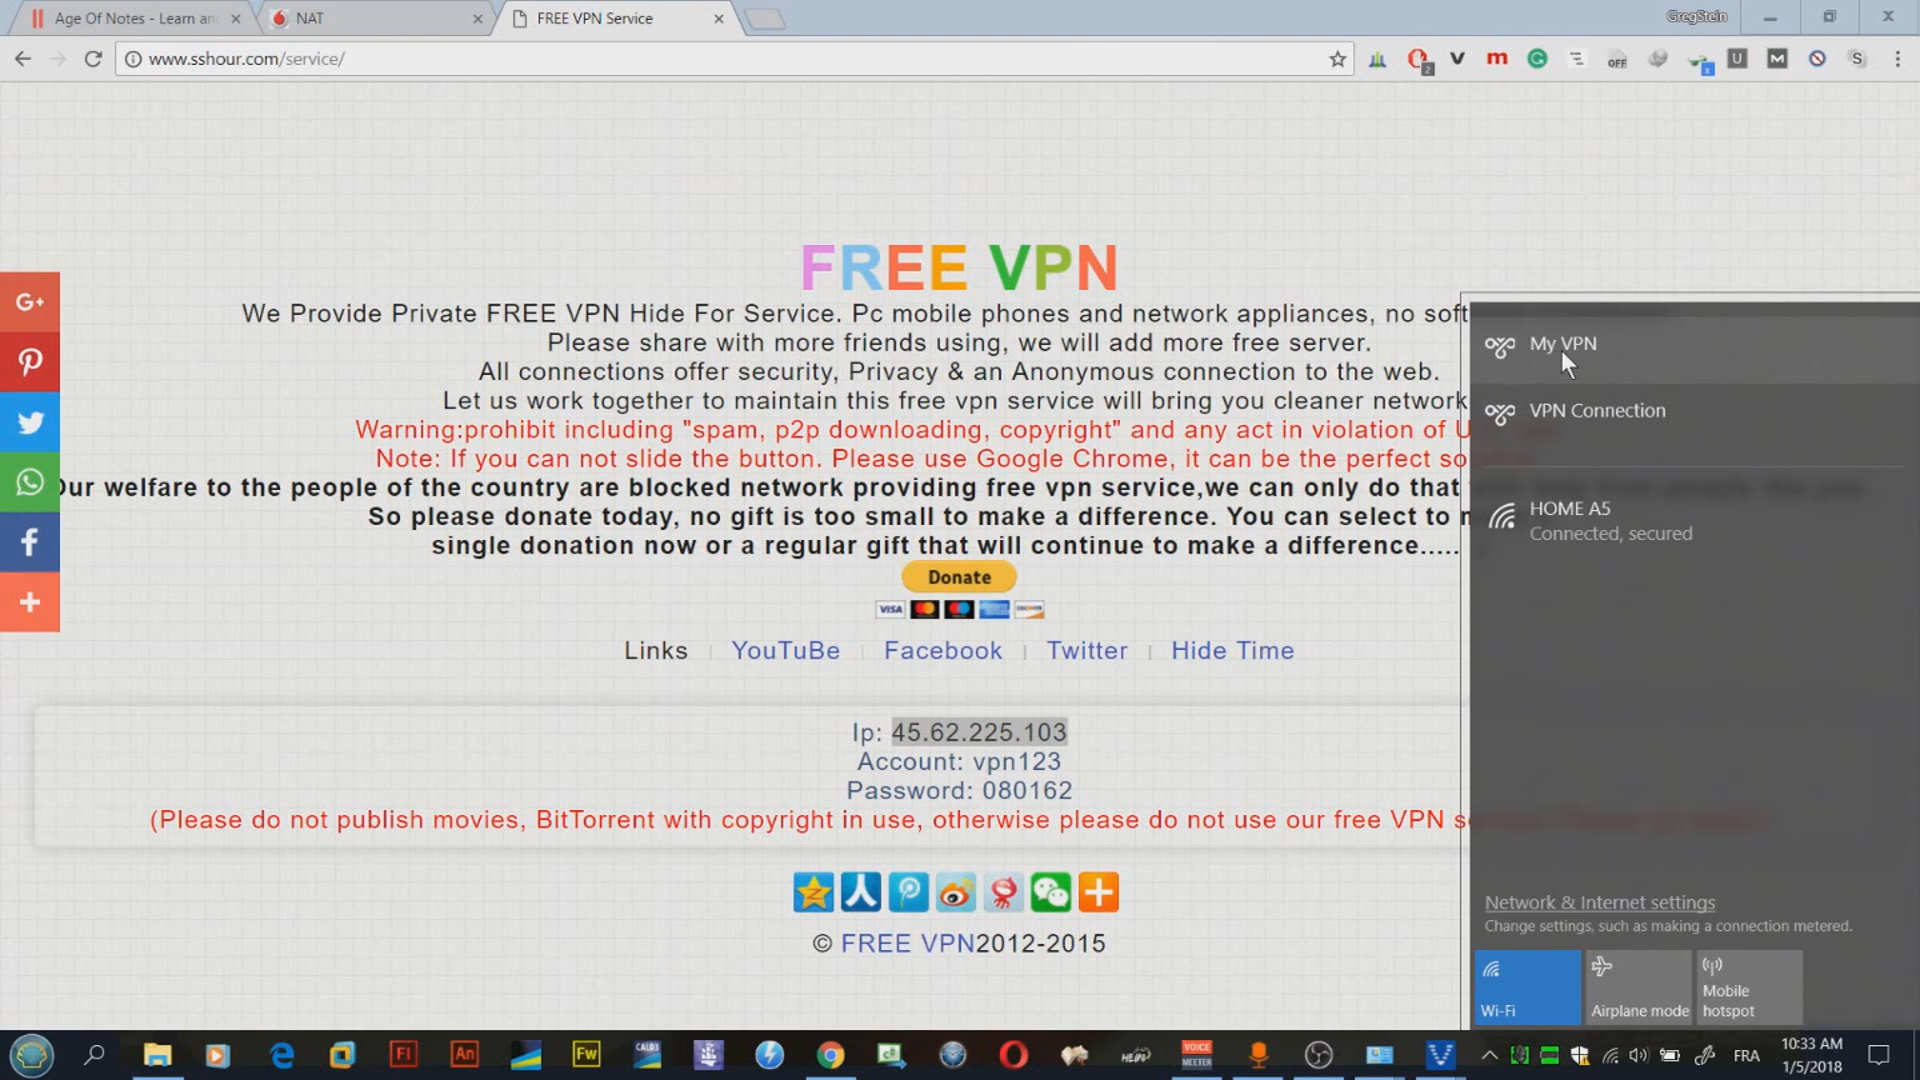 Age Of Notes - Learn an
NAT
FREE VPN Service
GregStein
www.sshour.com/service/
FREE VPN
We Provide Private FREE VPN Hide For Service. Pc mobile phones and network appliances, no soft
Please share with more friends using, we will add more free server.
All connections offer security, Privacy & an Anonymous connection to the web.
Let us work together to maintain this free vpn service will bring you cleaner network
Warning:prohibit including "spam, p2p downloading, copyright" and any act in violation of U
Note: If you can not slide the button. Please use Google Chrome, it can be the perfect so
Our welfare to the people of the country are blocked network providing free vpn service,we can only do that
So please donate today, no gift is too small to make a difference. You can select to m
single donation now or a regular gift that will continue to make a difference.....
Donate
VISA
Links YouTuBe Facebook Twitter Hide Time
Ip: 45.62.225.103
Account: vpn123
Password: 080162
(Please do not publish movies, BitTorrent with copyright in use, otherwise please do not use our free VPN s
© FREE VPN2012-2015
My VPN
VPN Connection
HOME A5
Connected, secured
Network & Internet settings
Change settings, such as making a connection metered.
Wi-Fi
Airplane mode
Mobile
hotspot
G+
OFF
2
Fl
An
Fw
VOICE
MEETER
FRA
10:33 AM
1/5/2018